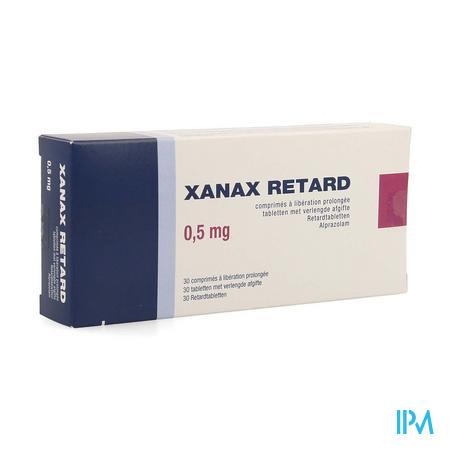 XANAX RETARD
comprimés à libération prolongée
tabletten met verlengde afgifte
Retardtabletten
Alprazolam
0,5 mg
30 comprimés à libération prolongée
30 tabletten met verlengde afgifte
30 Retardtabletten
XANAX RETARD
0,5 mg
IPM